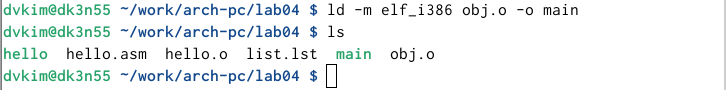 dvkim@dk3n55 ~/work/arch-pc/lab04 $ ld -m elf_i386 obj.o -o main
dvkim@dk3n55 ~/work/arch-pc/lab04 $ ls
hello  hello.asm  hello.o  list.lst  main  obj.o
dvkim@dk3n55 ~/work/arch-pc/lab04 $